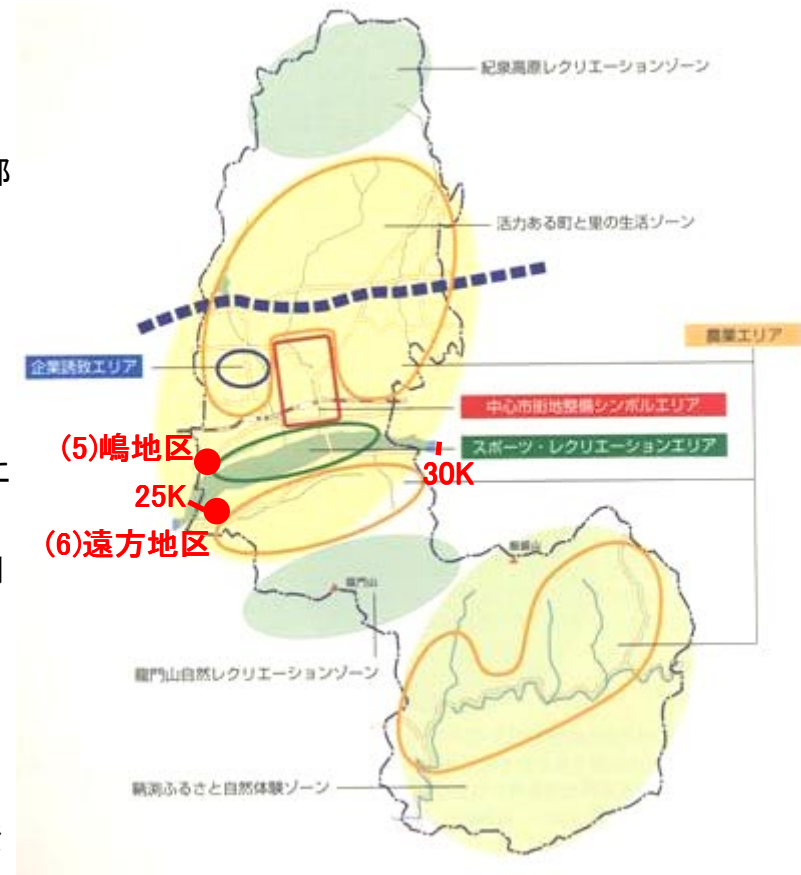 紀泉高原レクリエーションゾーン
部
活力ある町と里の生活ゾーン
農業エリア
企業誘致エリア
中心市街地整備シンボルエリア
(5)嶋地区
スポーツ・レクリエーションエリア
30K
25K
(6)遠方地区
飯盛山
龍門山
龍門山自然レクリエーションゾーン
鞆渕ふるさと自然体験ゾーン